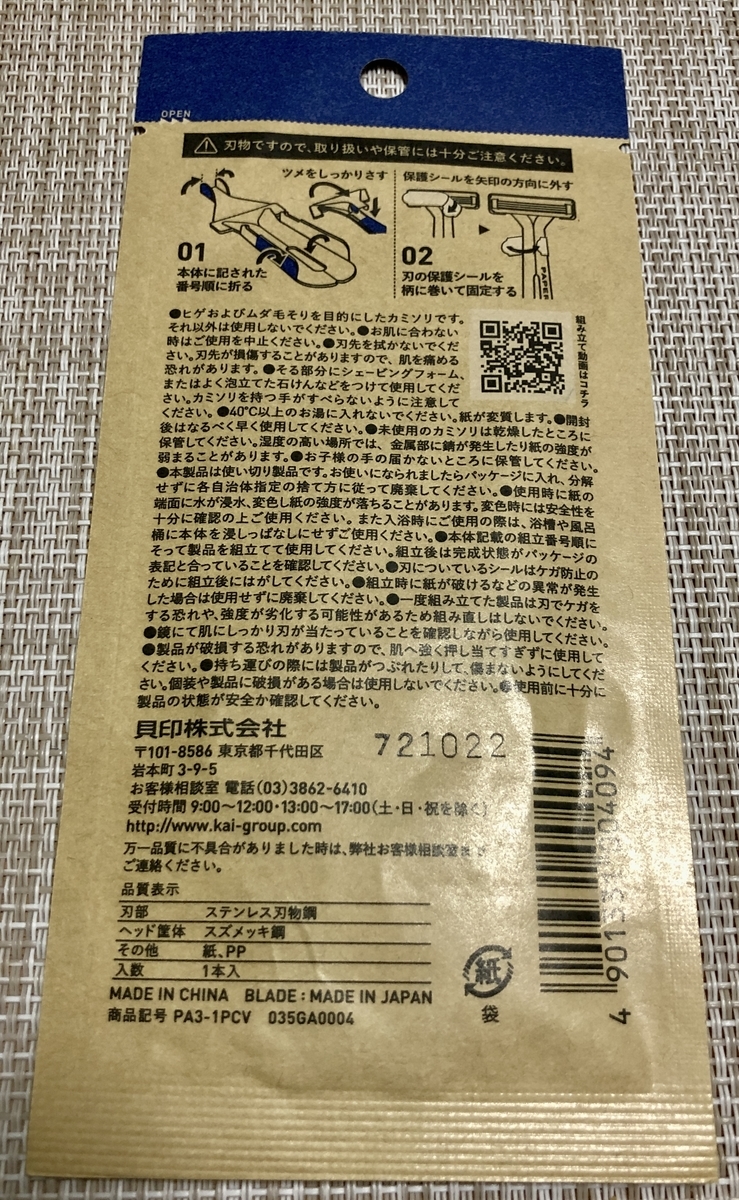 OPEN
刃物ですので、取り扱いや保管には十分ご注意ください。
ツメをしっかりさす
01
本体に記された
番号順に折る
保護シールを矢印の方向に外す
02
刃の保護シールを
柄に巻いて固定する
PAPER
組み立て動画はコチラ
●ヒゲおよびムダ毛そりを目的にしたカミソリです。
それ以外は使用しないでください。●お肌に合わない
時はご使用を中止ください。●刃先を拭かないでくだ
さい。刃先が損傷することがありますので、肌を痛める
恐れがあります。●そる部分にシェービングフォーム、
またはよく泡立てた石けんなどをつけて使用してくだ
さい。カミソリを持つ手がすべらないように注意して
ください。●40℃以上のお湯に入れないでください。紙が変質します。●開封
後はなるべく早く使用してください。●未使用のカミソリは乾燥したところに
保管してください。湿度の高い場所では、金属部に錆が発生したり紙の強度が
弱まることがあります。●お子様の手の届かないところに保管してください。
●本製品は使い切り製品です。お使いになられましたらパッケージに入れ、分解
せずに各自治体指定の捨て方に従って廃棄してください。●使用時に紙の
端面に水が浸水、変色し紙の強度が落ちることがあります。変色時には安全性を
十分に確認の上ご使用ください。また入浴時にご使用の際は、浴槽や風呂
桶に本体を浸しっぱなしにせずご使用ください。●本体記載の組立番号順に
そって製品を組立てて使用してください。組立後は完成状態がパッケージの
表記と合っていることを確認してください。●刃についているシールはケガ防止の
ために組立後にはがしてください。●組立時に紙が破けるなどの異常が発生
した場合は使用せずに廃棄してください。●一度組み立てた製品は刃でケガを
する恐れや、強度が劣化する可能性があるため組み直しはしないでください。
●鏡にて肌にしっかり刃が当たっていることを確認しながら使用してください。
●製品が破損する恐れがありますので、肌へ強く押し当てすぎずに使用して
ください。●持ち運びの際には製品がつぶれたりして、傷まないようにしてくだ
さい。個装や製品に破損がある場合は使用しないでください。●使用前に十分に
製品の状態が安全か確認してください。
貝印株式会社
〒101-8586 東京都千代田区
岩本町3-9-5
お客様相談室 電話(03)3862-6410
受付時間 9:00～12:00・13:00～17:00(土・日・祝を除く)
http://www.kai-group.com
721022
万一品質に不具合がありました時は、弊社お客様相談室まで
ご連絡ください。
品質表示
刃部 ステンレス刃物鋼
ヘッド筐体 スズメッキ鋼
その他 紙、PP
入数 1本入
MADE IN CHINA BLADE : MADE IN JAPAN
商品記号 PA3-1PCV 035GA0004
紙
袋